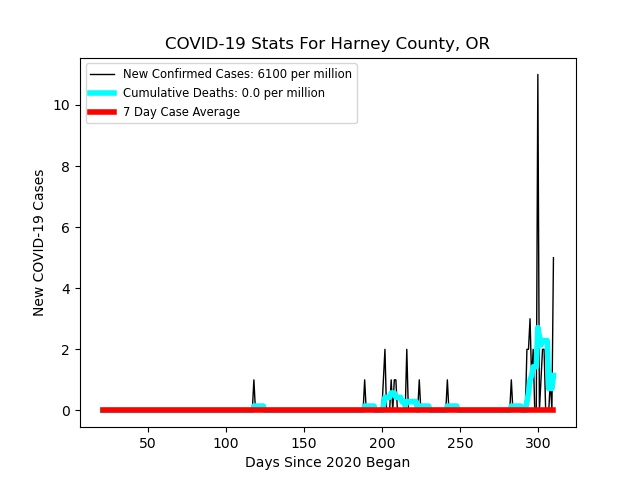 COVID-19 Stats For Harney County, OR
New Confirmed Cases: 6100 per million
Cumulative Deaths: 0.0 per million
7 Day Case Average
New COVID-19 Cases
10
8
6
4
2
0
50
100
150
200
250
300
Days Since 2020 Began